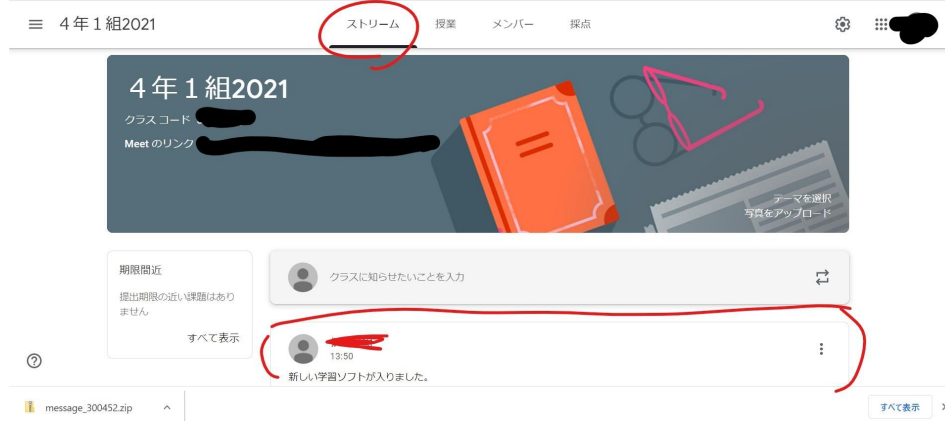 ４年１組2021
ストリーム 授業 メンバー 採点
４年１組2021
クラス コード
Meet のリンク
テーマを選択
写真をアップロード
期限間近
提出期限の近い課題はあり
ません
すべて表示
クラスに知らせたいことを入力
13:50
新しい学習ソフトが入りました。
message_300452.zip
すべて表示